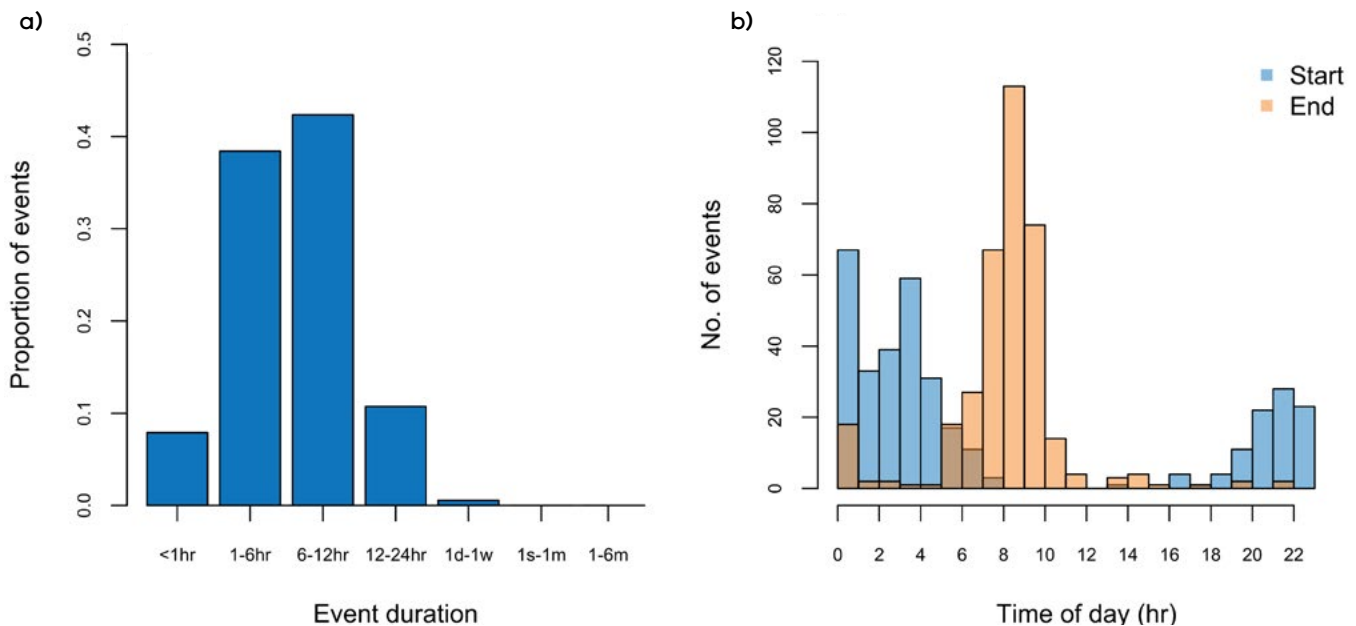 a)
Proportion of events
0.5
0.4
0.3
0.2
0.1
0.0
<1hr 1-6hr 6-12hr 12-24hr 1d-1w 1s-1m 1-6m
Event duration
b)
Start
End
No. of events
120
100
80
60
40
20
0
0 2 4 6 8 10 12 14 16 18 20 22
Time of day (hr)